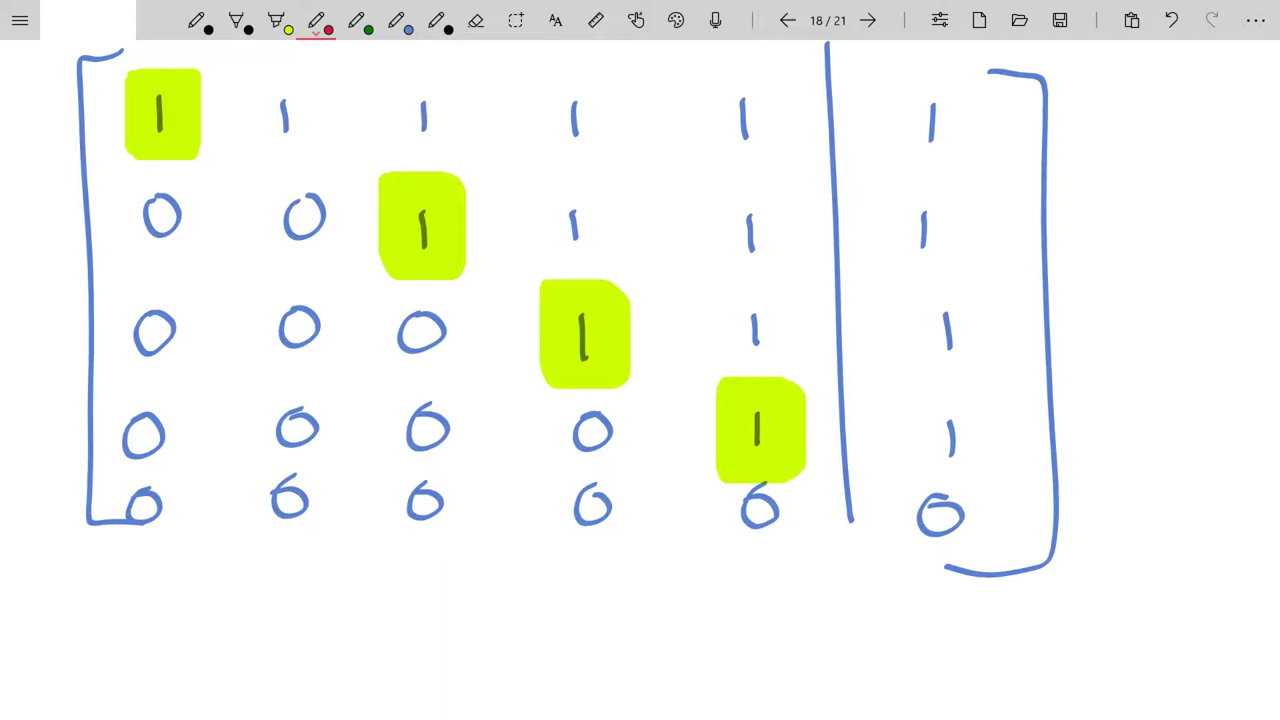 18 / 21
1 1 1 1 1 1
0 0 1 1 1 1
0 0 0 1 1 1
0 0 0 0 1 1
0 0 0 0 0 0